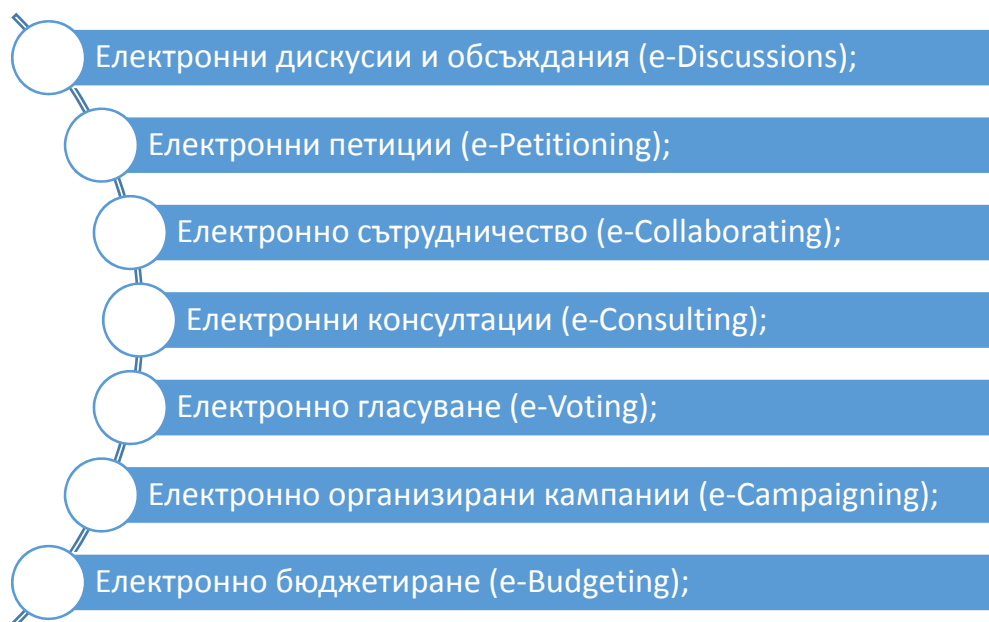 Електронни дискусии и обсъждания (e-Discussions);
Електронни петиции (e-Petitioning);
Електронно сътрудничество (e-Collaborating);
Електронни консултации (e-Consulting);
Електронно гласуване (e-Voting);
Електронно организирани кампании (e-Campaigning);
Електронно бюджетиране (e-Budgeting);